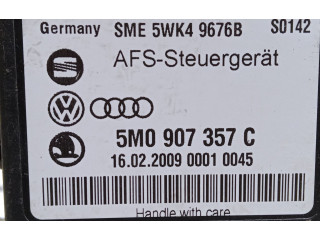 Germany SME 5WK4 9676B S0142
AFS-Steuergerät
5M0 907 357 C
16.02.2009 0001 0045
Handle with care